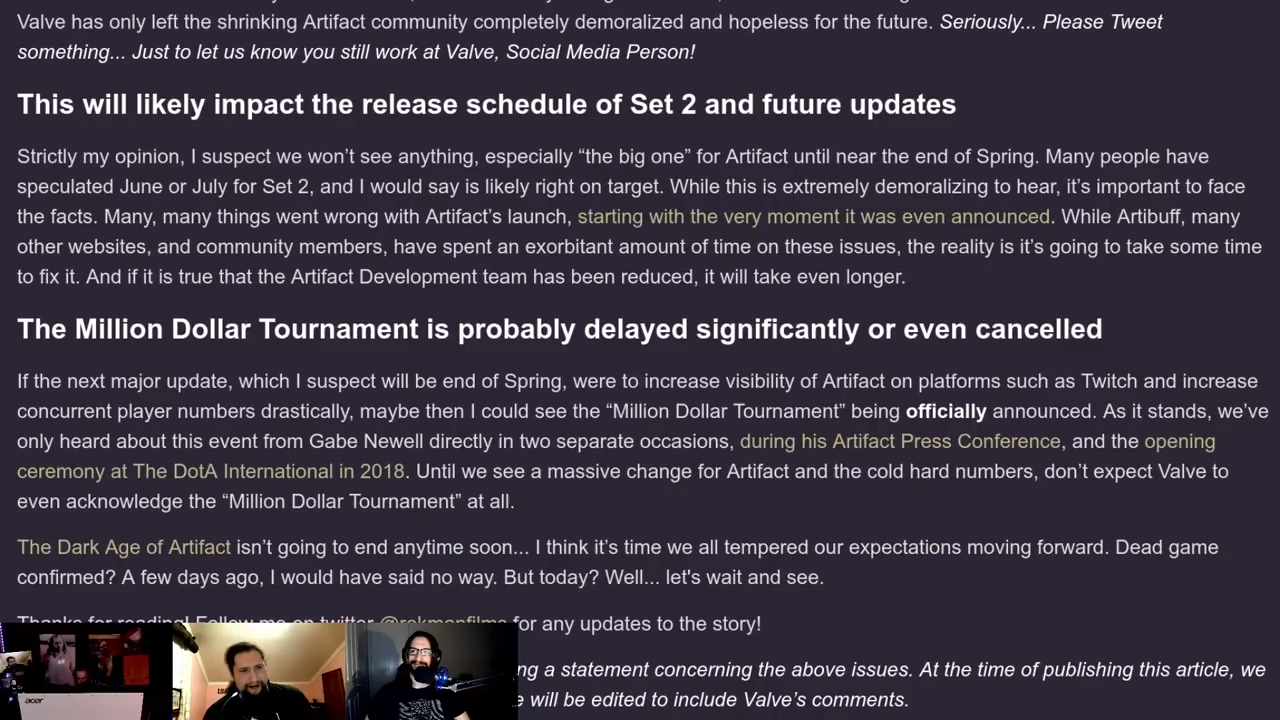 Valve has only left the shrinking Artifact community completely demoralized and hopeless for the future. Seriously... Please Tweet
something... Just to let us know you still work at Valve, Social Media Person!
This will likely impact the release schedule of Set 2 and future updates
Strictly my opinion, I suspect we won’t see anything, especially “the big one” for Artifact until near the end of Spring. Many people have
speculated June or July for Set 2, and I would say is likely right on target. While this is extremely demoralizing to hear, it’s important to face
the facts. Many, many things went wrong with Artifact’s launch, starting with the very moment it was even announced. While Artibuff, many
other websites, and community members, have spent an exorbitant amount of time on these issues, the reality is it’s going to take some time
to fix it. And if it is true that the Artifact Development team has been reduced, it will take even longer.
The Million Dollar Tournament is probably delayed significantly or even cancelled
If the next major update, which I suspect will be end of Spring, were to increase visibility of Artifact on platforms such as Twitch and increase
concurrent player numbers drastically, maybe then I could see the “Million Dollar Tournament” being officially announced. As it stands, we’ve
only heard about this event from Gabe Newell directly in two separate occasions, during his Artifact Press Conference, and the opening
ceremony at The DotA International in 2018. Until we see a massive change for Artifact and the cold hard numbers, don’t expect Valve to
even acknowledge the “Million Dollar Tournament” at all.
The Dark Age of Artifact isn’t going to end anytime soon... I think it’s time we all tempered our expectations moving forward. Dead game
confirmed? A few days ago, I would have said no way. But today? Well... let's wait and see.
Thanks for reading! Follow me on twitter @rokmanfilms for any updates to the story!
a statement concerning the above issues. At the time of publishing this article, we
will be edited to include Valve’s comments.
acer